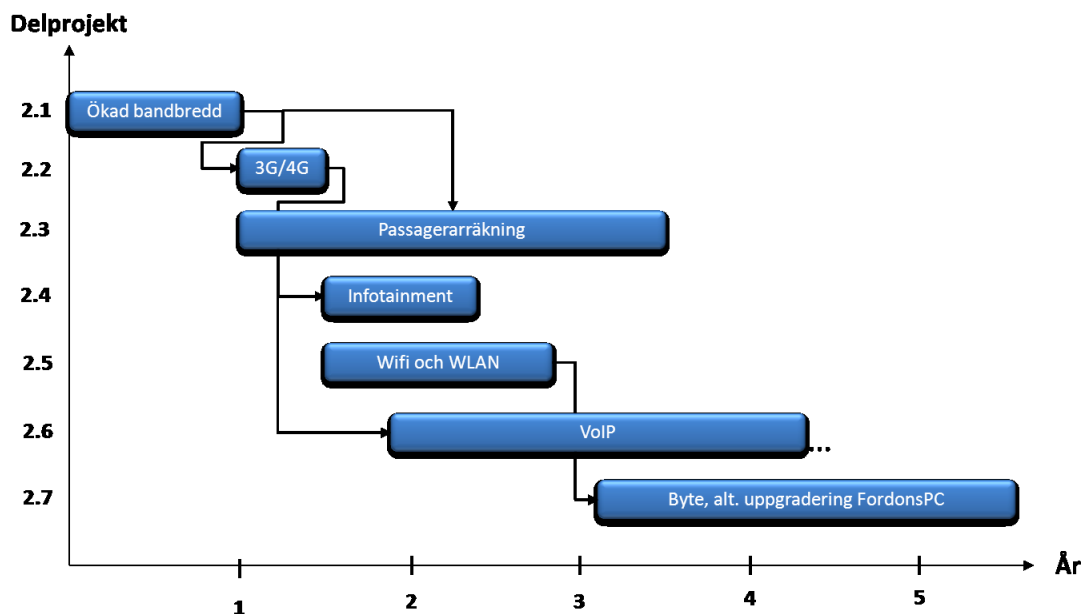 Delprojekt
2.1
Ökad bandbredd
2.2
3G/4G
2.3
Passagerarräkning
2.4
Infotainment
2.5
Wifi och WLAN
2.6
VoIP
...
2.7
Byte, alt. uppgradering FordonsPC
År
1
2
3
4
5